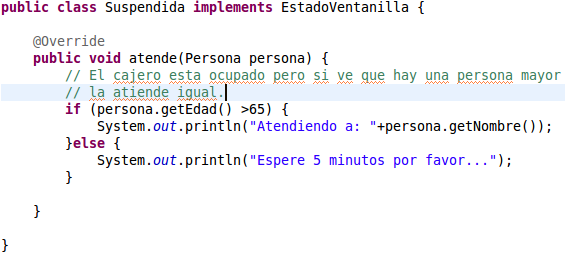 public class Suspendida implements EstadoVentanilla {
@Override
public void atende(Persona persona) {
// El cajero esta ocupado pero si ve que hay una persona mayor
// la atiende igual.
if (persona.getEdad() >65) {
System.out.println("Atendiendo a: "+persona.getNombre());
}else {
System.out.println("Espere 5 minutos por favor...");
}
}
}